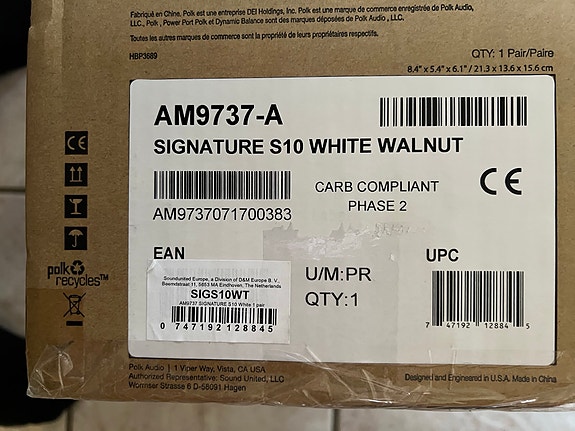 Fabriqué en Chine. Polk est une entreprise de DEI Holdings, Inc. Polk est une marque de commerce de Polk Audio,
LLC., Polk, Power Port Polk et Dynamic Balance sont des marques déposées de Polk Audio, LLC.
Toutes les autres marques de commerce sont la propriété de leurs propriétaires respectifs.
HBP3689
QTY: 1 Pair/Paire
8.4" x 5.4" x 6.1" / 21.3 x 13.6 x 15.6 cm
AM9737-A
SIGNATURE S10 WHITE WALNUT
CARB COMPLIANT
PHASE 2
CE
AM9737071700383
EAN
UPC
polk
recycles™
Soundunited Europe, a Division of D&M Europe B. V.,
Beemdstraat 11, 5653 MA Eindhoven, The Netherlands
SIGS10WT
AM9737 SIGNATURE S10 White 1 pair
0 747192 128845
U/M:PR
QTY:1
7 47192 12884 5
Polk Audio | 1 Viper Way, Vista, CA USA
Authorized Representative: Sound United, LLC
Wormser Strasse 6 D-56091 Hagen
Designed and Engineered in U.S.A. Made in China